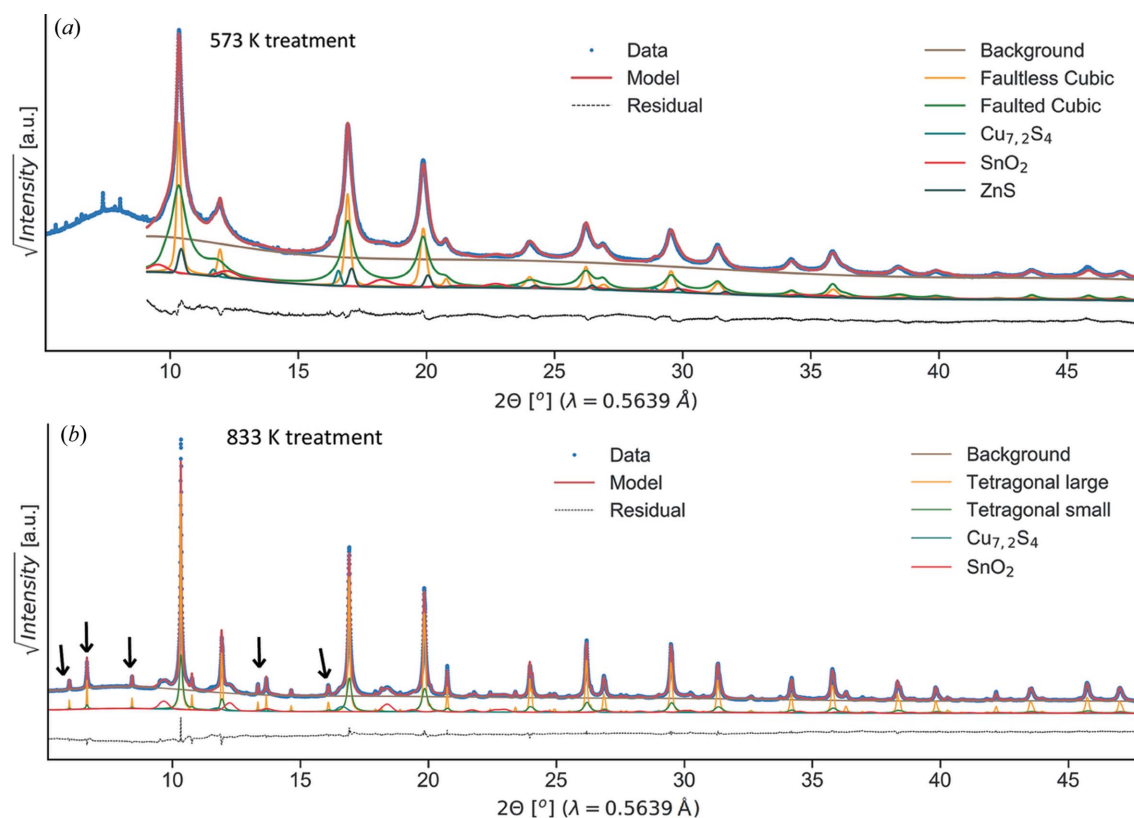 (a)
573 K treatment
Data
Model
Residual
Background
Faultless Cubic
Faulted Cubic
Cu7,2S4
SnO2
ZnS
√Intensity [a.u.]
10 15 20 25 30 35 40 45
2Θ [°] (λ = 0.5639 Å)
(b)
833 K treatment
Data
Model
Residual
Background
Tetragonal large
Tetragonal small
Cu7,2S4
SnO2
√Intensity [a.u.]
10 15 20 25 30 35 40 45
2Θ [°] (λ = 0.5639 Å)